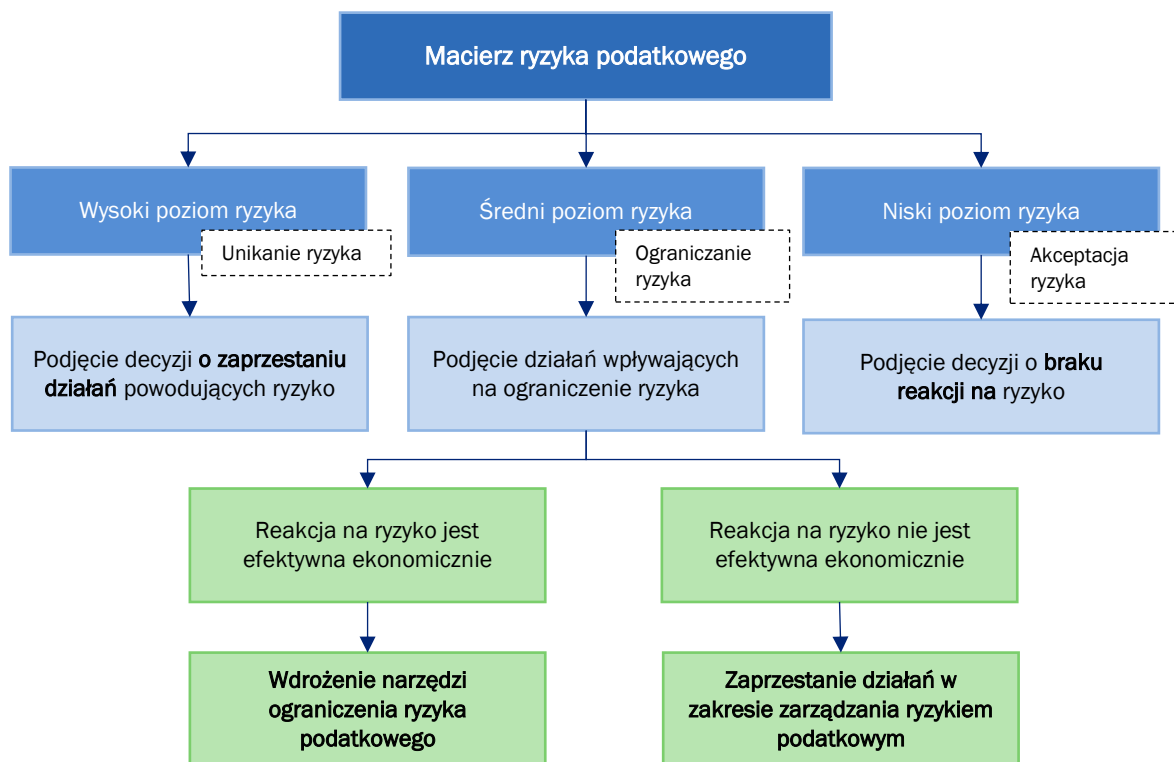 Macierz ryzyka podatkowego
Wysoki poziom ryzyka
Unikanie ryzyka
Średni poziom ryzyka
Ograniczanie
ryzyka
Niski poziom ryzyka
Akceptacja
ryzyka
Podjęcie decyzji o zaprzestaniu
działań powodujących ryzyko
Podjęcie działań wpływających
na ograniczenie ryzyka
Podjęcie decyzji o braku
reakcji na ryzyko
Reakcja na ryzyko jest
efektywna ekonomicznie
Reakcja na ryzyko nie jest
efektywna ekonomicznie
Wdrożenie narzędzi
ograniczenia ryzyka
podatkowego
Zaprzestanie działań w
zakresie zarządzania ryzykiem
podatkowym